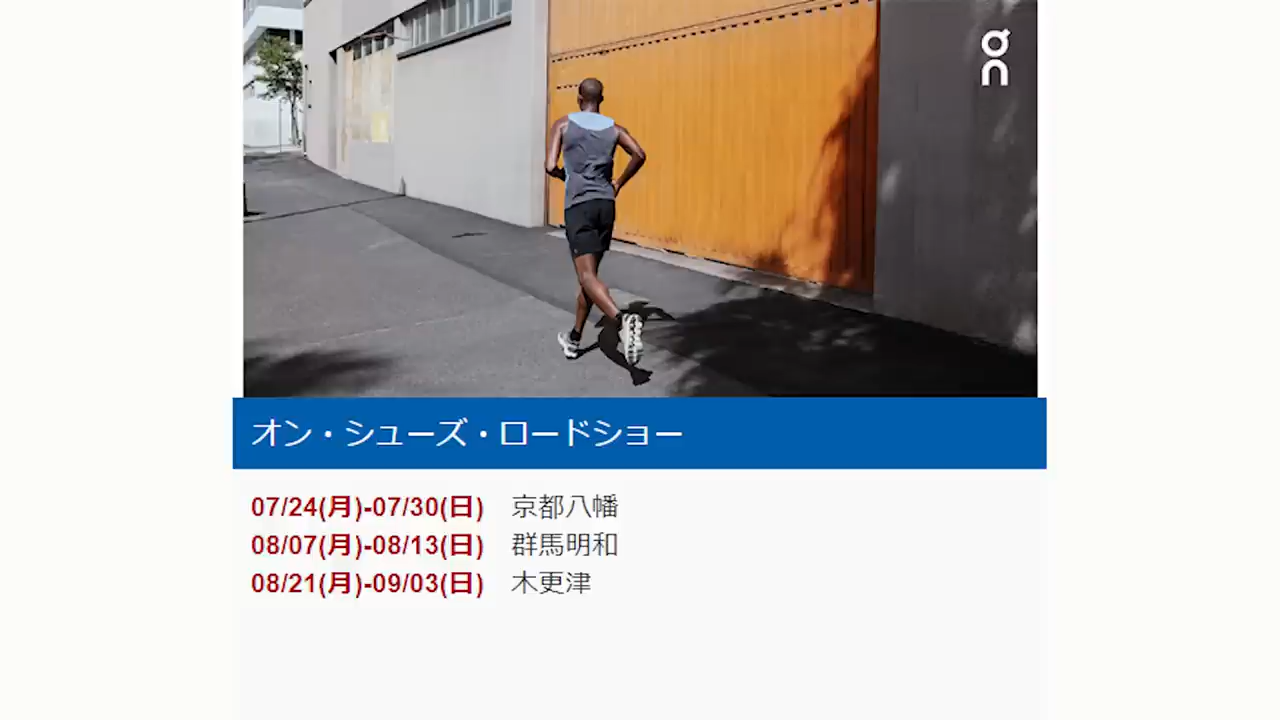 on
オン・シューズ・ロードショー
07/24(月)-07/30(日) 京都八幡
08/07(月)-08/13(日) 群馬明和
08/21(月)-09/03(日) 木更津